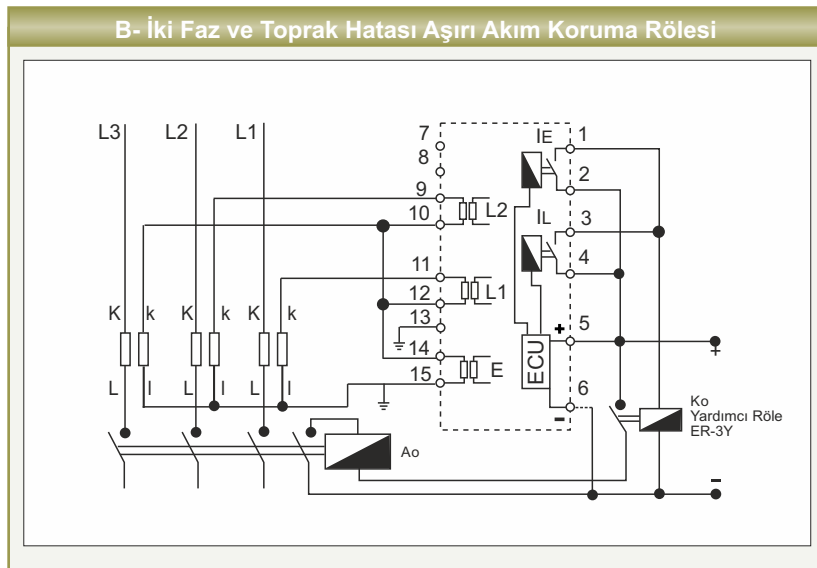 B- İki Faz ve Toprak Hatası Aşırı Akım Koruma Rölesi
L3 L2 L1
7
8
9
10
11
12
13
14
15
L2
L1
E
IE
IL
1
2
3
4
5
6
+
-
ECU
K k K k K k
L l L l L l
Ao
Ko
Yardımcı Röle
ER-3Y
+
-